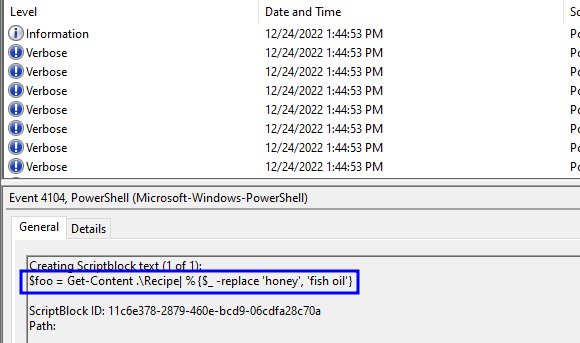 Level Date and Time So
Information 12/24/2022 1:44:53 PM Po
Verbose 12/24/2022 1:44:53 PM Po
Verbose 12/24/2022 1:44:53 PM Po
Verbose 12/24/2022 1:44:53 PM Po
Verbose 12/24/2022 1:44:53 PM Po
Verbose 12/24/2022 1:44:53 PM Po
Verbose 12/24/2022 1:44:53 PM Po
Verbose 12/24/2022 1:44:53 PM Po
Event 4104, PowerShell (Microsoft-Windows-PowerShell)
General Details
Creating Scriptblock text (1 of 1):
$foo = Get-Content .\Recipe| % {$_ -replace 'honey', 'fish oil'}
ScriptBlock ID: 11c6e378-2879-460e-bcd9-06cdfa28c70a
Path: